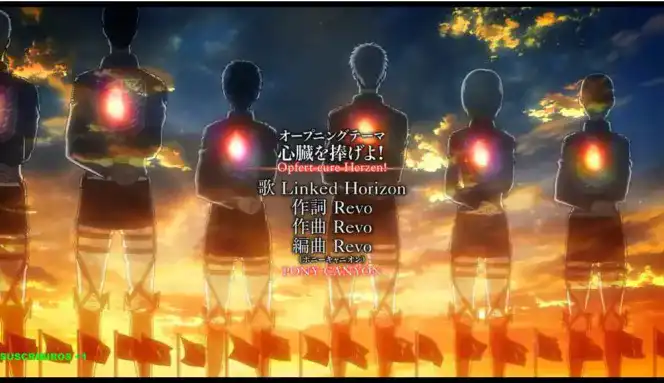 オープニングテーマ
心臓を捧げよ!
Opfert eure Herzen!
歌 Linked Horizon
作詞 Revo
作曲 Revo
編曲 Revo
(ポニーキャニオン)
PONY CANYON